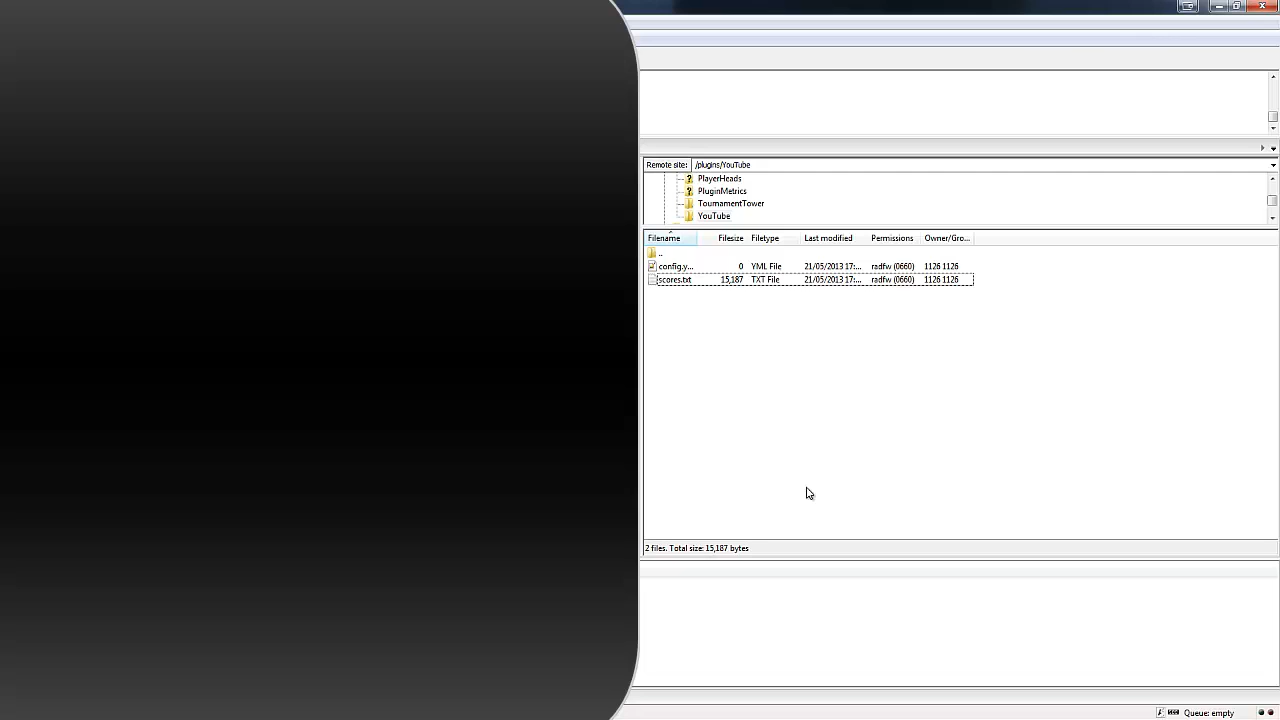 Remote site: /plugins/YouTube
PlayerHeads
PluginMetrics
TournamentTower
YouTube
Filename Filesize Filetype Last modified Permissions Owner/Gro...
..
config.y... 0 YML File 21/05/2013 17:... radfw (0660) 1126 1126
scores.txt 15,187 TXT File 21/05/2013 17:... radfw (0660) 1126 1126
2 files. Total size: 15,187 bytes
Queue: empty